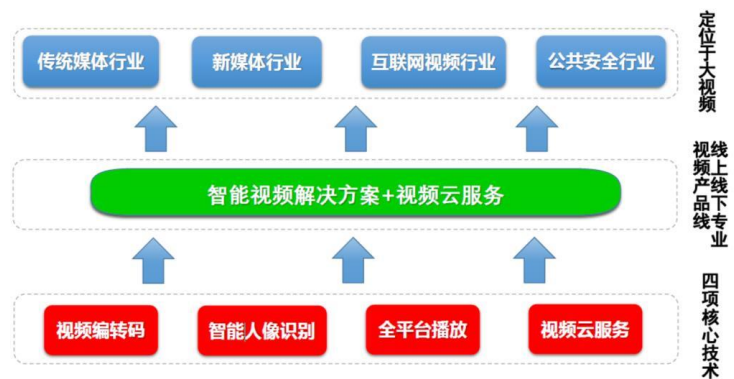 传统媒体行业
新媒体行业
互联网视频行业
公共安全行业
定位于大视频
智能视频解决方案+视频云服务
线上线下专业
视频产品线
视频编转码
智能人像识别
全平台播放
视频云服务
四项核心技术